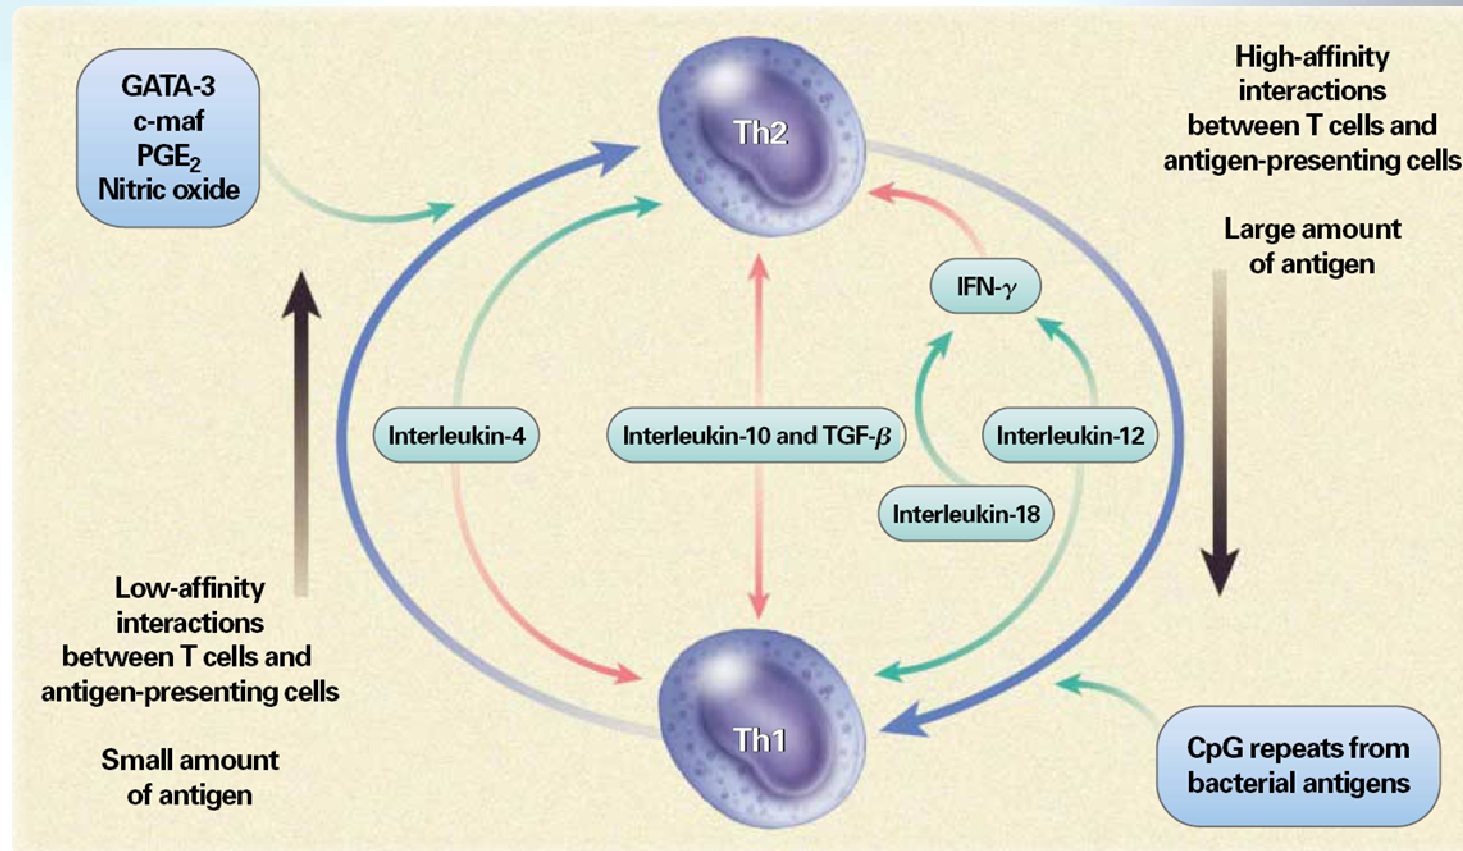 GATA-3
c-maf
PGE₂
Nitric oxide
Th2
High-affinity
interactions
between T cells and
antigen-presenting cells
Large amount
of antigen
IFN-γ
Interleukin-4
Interleukin-10 and TGF-β
Interleukin-12
Interleukin-18
Low-affinity
interactions
between T cells and
antigen-presenting cells
Small amount
of antigen
Th1
CpG repeats from
bacterial antigens